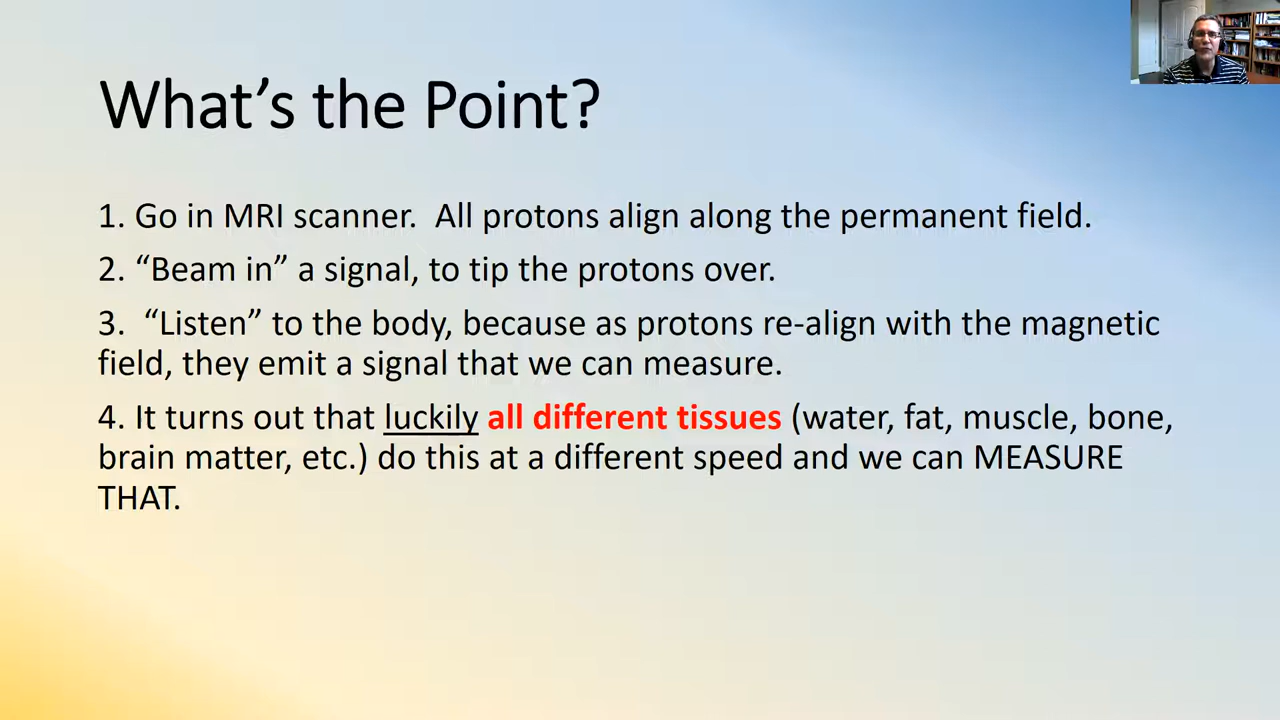 What’s the Point?
1. Go in MRI scanner.  All protons align along the permanent field.
2. “Beam in” a signal, to tip the protons over.
3.  “Listen” to the body, because as protons re-align with the magnetic
field, they emit a signal that we can measure.
4. It turns out that luckily all different tissues (water, fat, muscle, bone,
brain matter, etc.) do this at a different speed and we can MEASURE
THAT.